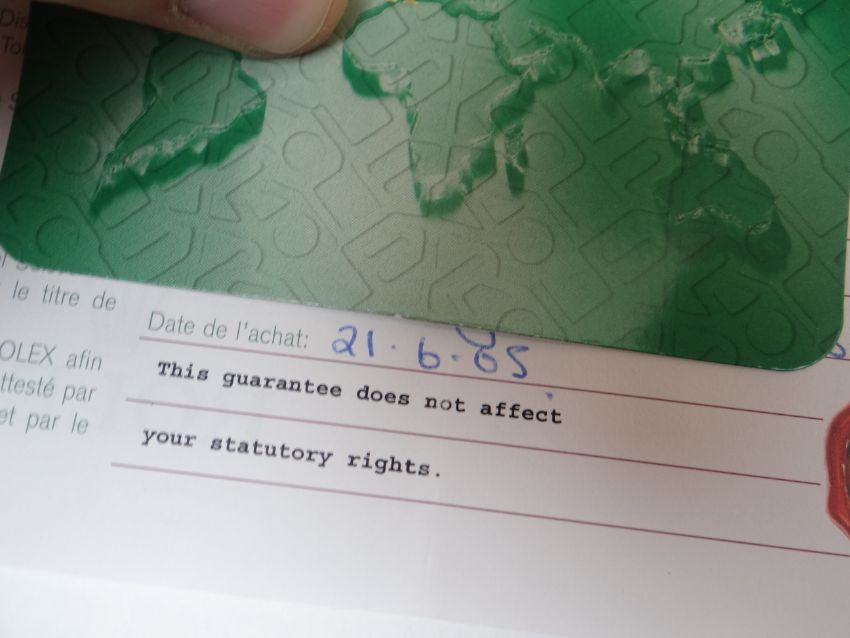 le titre de
Date de l'achat: 21.6.05
OLEX afin
This guarantee does not affect
ttesté par
et par le
your statutory rights.